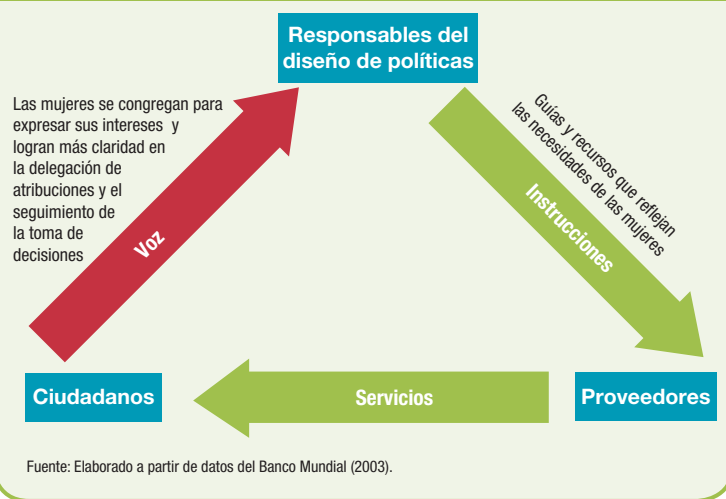 Responsables del
diseño de políticas
Las mujeres se congregan para
expresar sus intereses y
logran más claridad en
la delegación de
atribuciones y el
seguimiento de
la toma de
decisiones
Voz
Guías y recursos que reflejan
las necesidades de las mujeres
Instrucciones
Ciudadanos
Servicios
Proveedores
Fuente: Elaborado a partir de datos del Banco Mundial (2003).